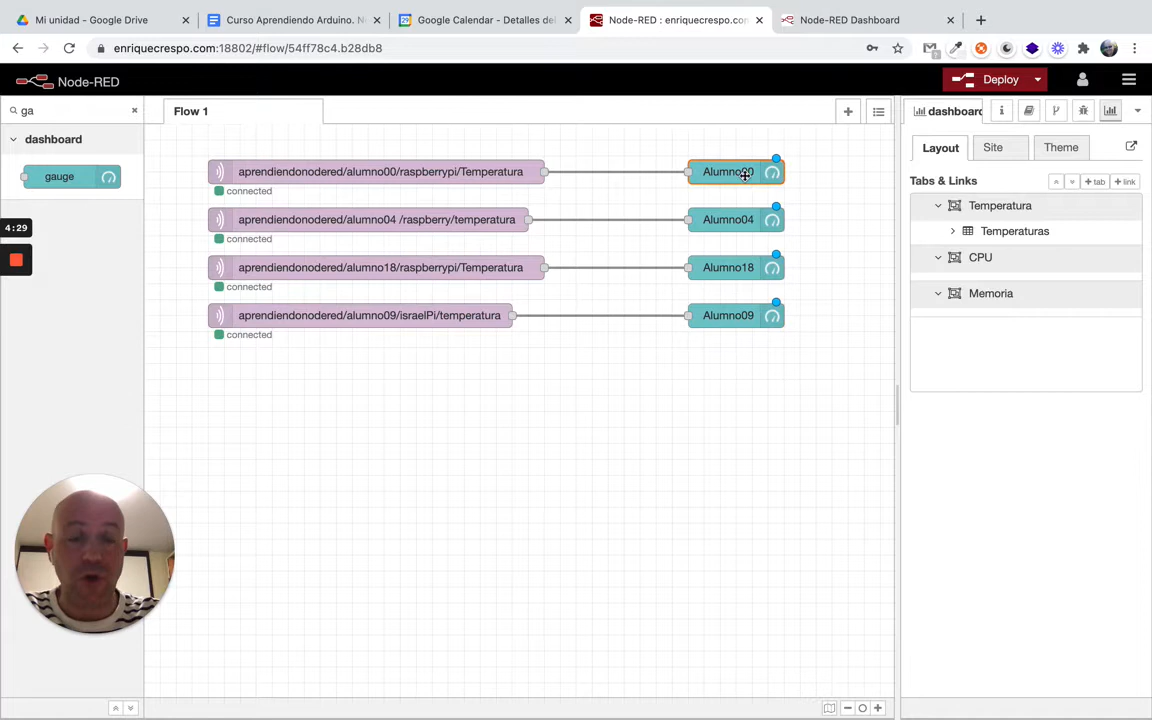 Mi unidad - Google Drive
Curso Aprendiendo Arduino. No
Google Calendar - Detalles de
Node-RED : enriquecrespo.com
Node-RED Dashboard
enriquecrespo.com:18802/#flow/54ff78c4.b28db8
Node-RED
Deploy
ga
Flow 1
dashboard
dashboard
gauge
4:29
aprendiendonodered/alumno00/raspberrypi/Temperatura
connected
aprendiendonodered/alumno04 /raspberry/temperatura
connected
aprendiendonodered/alumno18/raspberrypi/Temperatura
connected
aprendiendonodered/alumno09/israelPi/temperatura
connected
Alumno00
Alumno04
Alumno18
Alumno09
Layout
Site
Theme
Tabs & Links
+ tab
+ link
Temperatura
Temperaturas
CPU
Memoria